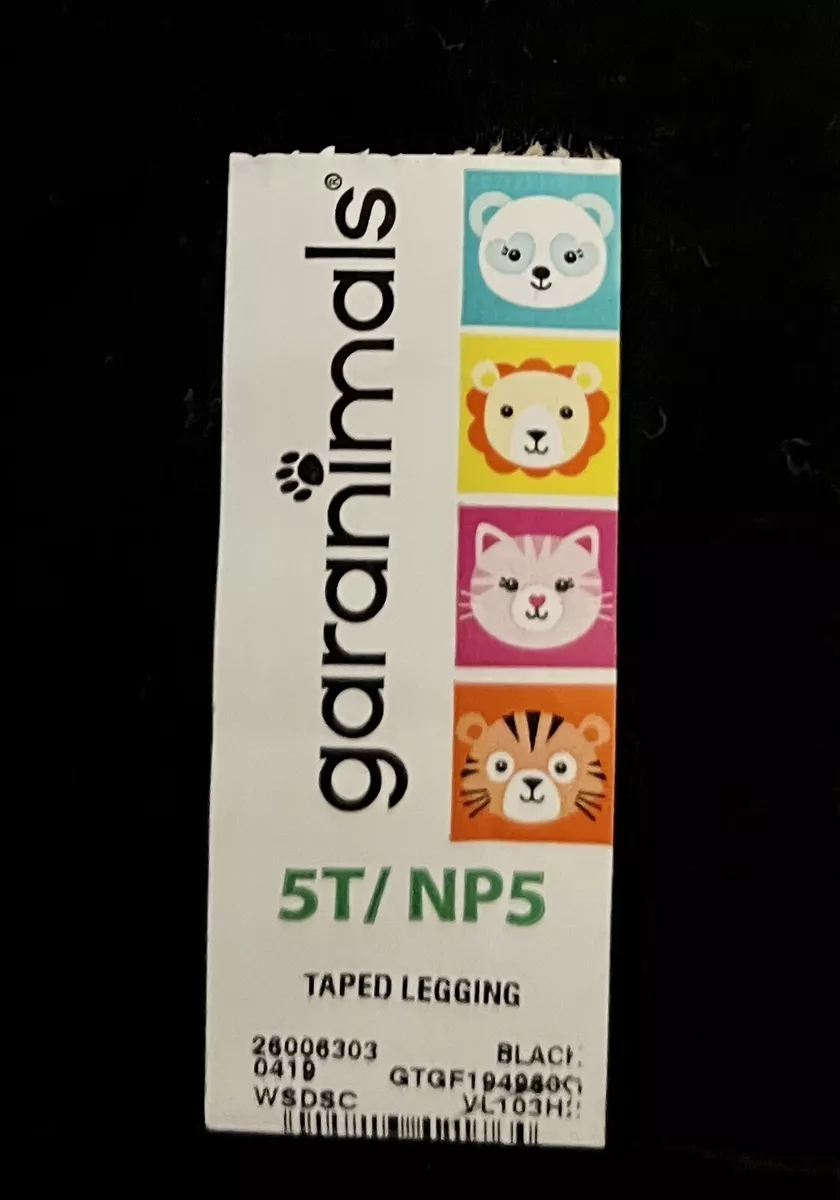 garanimals®
5T/ NP5
TAPED LEGGING
26006303
0419
WSDSC